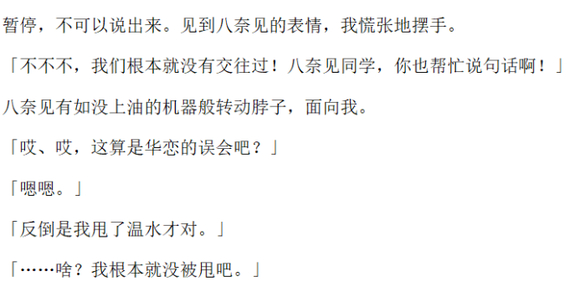 暂停，不可以说出来。见到八奈见的表情，我慌张地摆手。
「不不不，我们根本就没有交往过！八奈见同学，你也帮忙说句话啊！」
八奈见有如没上油的机器般转动脖子，面向我。
「哎、哎，这算是华恋的误会吧？」
「嗯嗯。」
「反倒是我甩了温水才对。」
「……啥？我根本就没被甩吧。」